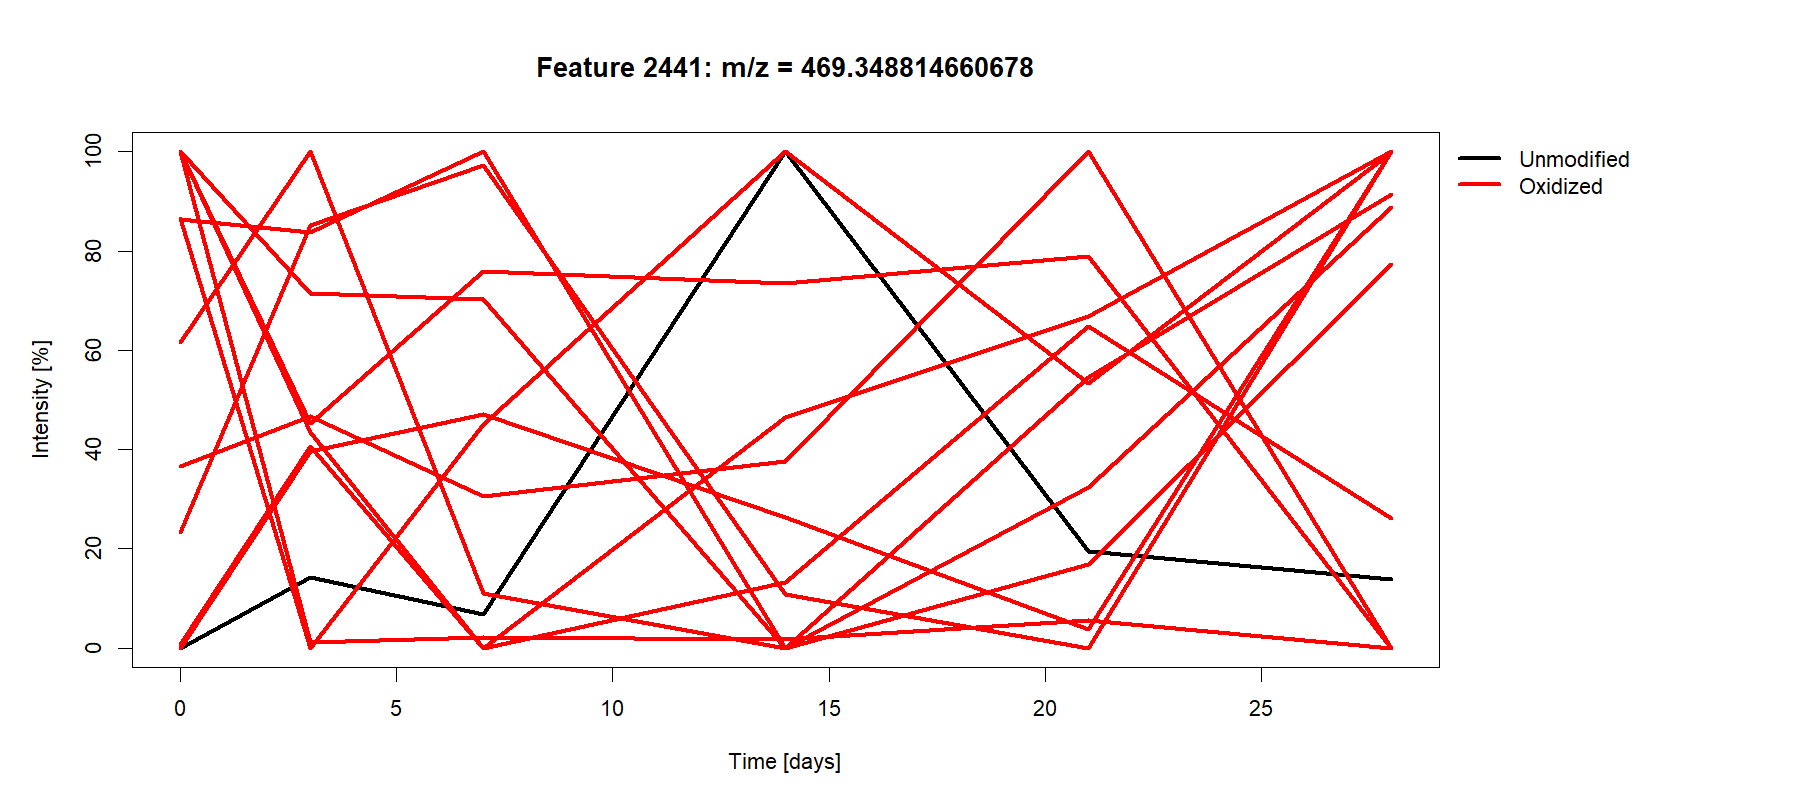 Feature 2441: m/z = 469.348814660678
Unmodified
Oxidized
Intensity [%]
100
80
60
40
20
0
0 5 10 15 20 25
Time [days]